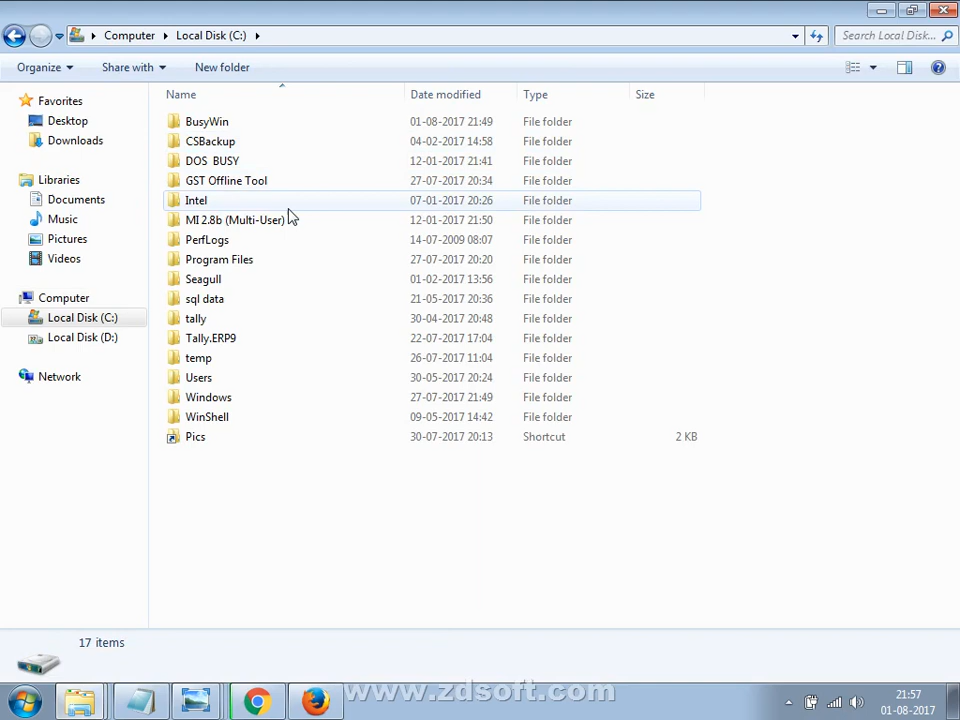 Computer Local Disk (C:) Search Local Disk...
Organize Share with New folder
Name Date modified Type Size
Favorites
Desktop
Downloads
Libraries
Documents
Music
Pictures
Videos
Computer
Local Disk (C:)
Local Disk (D:)
Network
BusyWin 01-08-2017 21:49 File folder
CSBackup 04-02-2017 14:58 File folder
DOS BUSY 12-01-2017 21:41 File folder
GST Offline Tool 27-07-2017 20:34 File folder
Intel 07-01-2017 20:26 File folder
MI 2.8b (Multi-User) 12-01-2017 21:50 File folder
PerfLogs 14-07-2009 08:07 File folder
Program Files 27-07-2017 20:20 File folder
Seagull 01-02-2017 13:56 File folder
sql data 21-05-2017 20:36 File folder
tally 30-04-2017 20:48 File folder
Tally.ERP9 22-07-2017 17:04 File folder
temp 26-07-2017 11:04 File folder
Users 30-05-2017 20:24 File folder
Windows 27-07-2017 21:49 File folder
WinShell 09-05-2017 14:42 File folder
Pics 30-07-2017 20:13 Shortcut 2 KB
17 items
www.zdsoft.com
21:57
01-08-2017